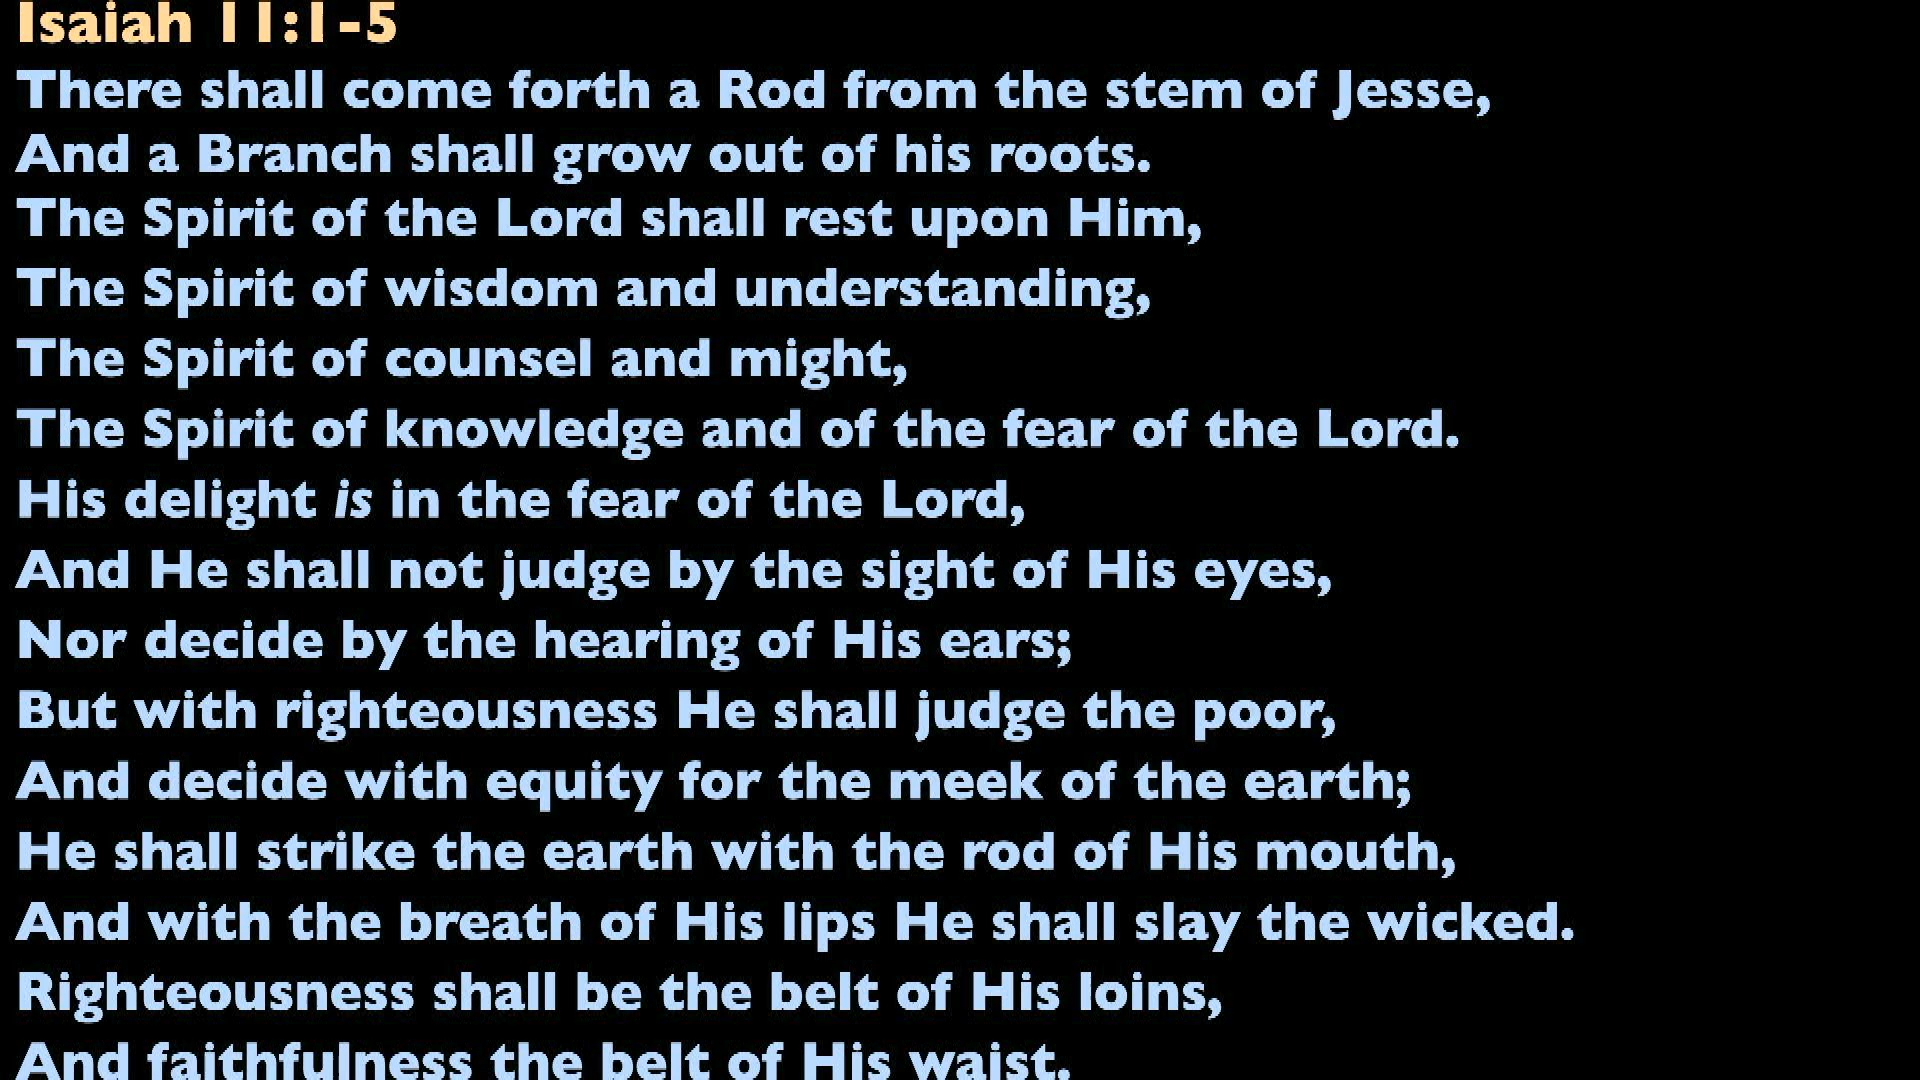 Isaiah 11:1-5
There shall come forth a Rod from the stem of Jesse,
And a Branch shall grow out of his roots.
The Spirit of the Lord shall rest upon Him,
The Spirit of wisdom and understanding,
The Spirit of counsel and might,
The Spirit of knowledge and of the fear of the Lord.
His delight is in the fear of the Lord,
And He shall not judge by the sight of His eyes,
Nor decide by the hearing of His ears;
But with righteousness He shall judge the poor,
And decide with equity for the meek of the earth;
He shall strike the earth with the rod of His mouth,
And with the breath of His lips He shall slay the wicked.
Righteousness shall be the belt of His loins,
And faithfulness the belt of His waist.